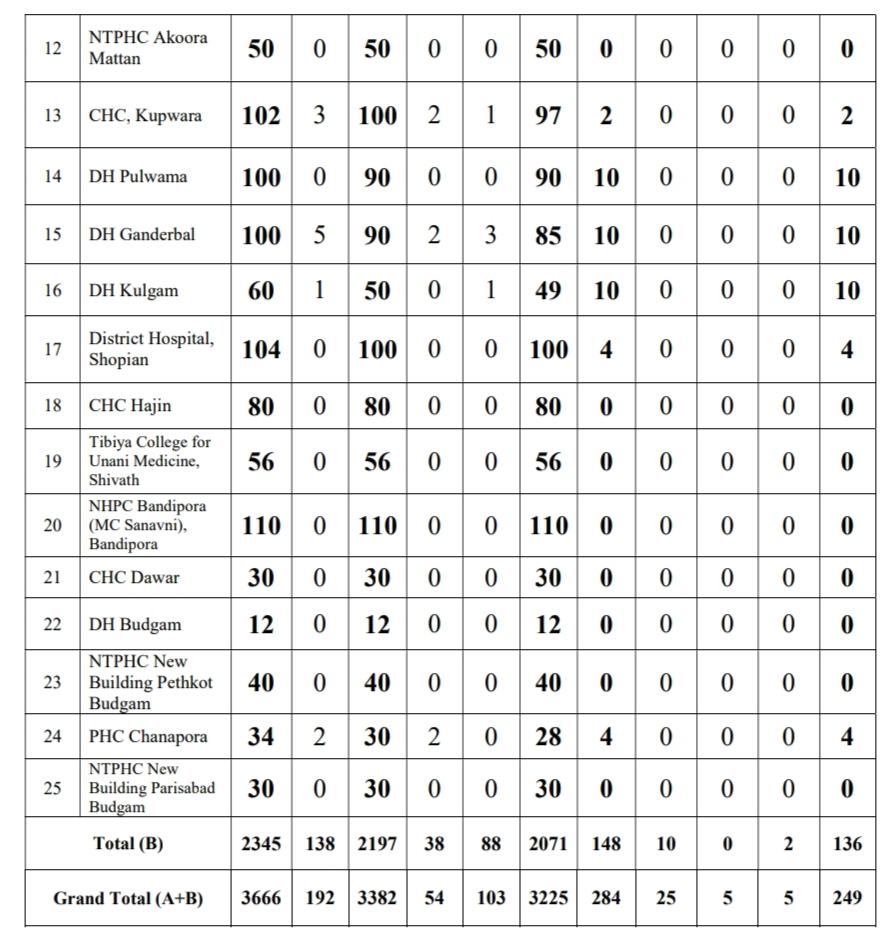 12 NTPHC Akoora Mattan 50 0 50 0 0 50 0 0 0 0 0
13 CHC, Kupwara 102 3 100 2 1 97 2 0 0 0 2
14 DH Pulwama 100 0 90 0 0 90 10 0 0 0 10
15 DH Ganderbal 100 5 90 2 3 85 10 0 0 0 10
16 DH Kulgam 60 1 50 0 1 49 10 0 0 0 10
17 District Hospital, Shopian 104 0 100 0 0 100 4 0 0 0 4
18 CHC Hajin 80 0 80 0 0 80 0 0 0 0 0
19 Tibiya College for Unani Medicine, Shivath 56 0 56 0 0 56 0 0 0 0 0
20 NHPC Bandipora (MC Sanavni), Bandipora 110 0 110 0 0 110 0 0 0 0 0
21 CHC Dawar 30 0 30 0 0 30 0 0 0 0 0
22 DH Budgam 12 0 12 0 0 12 0 0 0 0 0
23 NTPHC New Building Pethkot Budgam 40 0 40 0 0 40 0 0 0 0 0
24 PHC Chanapora 34 2 30 2 0 28 4 0 0 0 4
25 NTPHC New Building Parisabad Budgam 30 0 30 0 0 30 0 0 0 0 0
Total (B) 2345 138 2197 38 88 2071 148 10 0 2 136
Grand Total (A+B) 3666 192 3382 54 103 3225 284 25 5 5 249